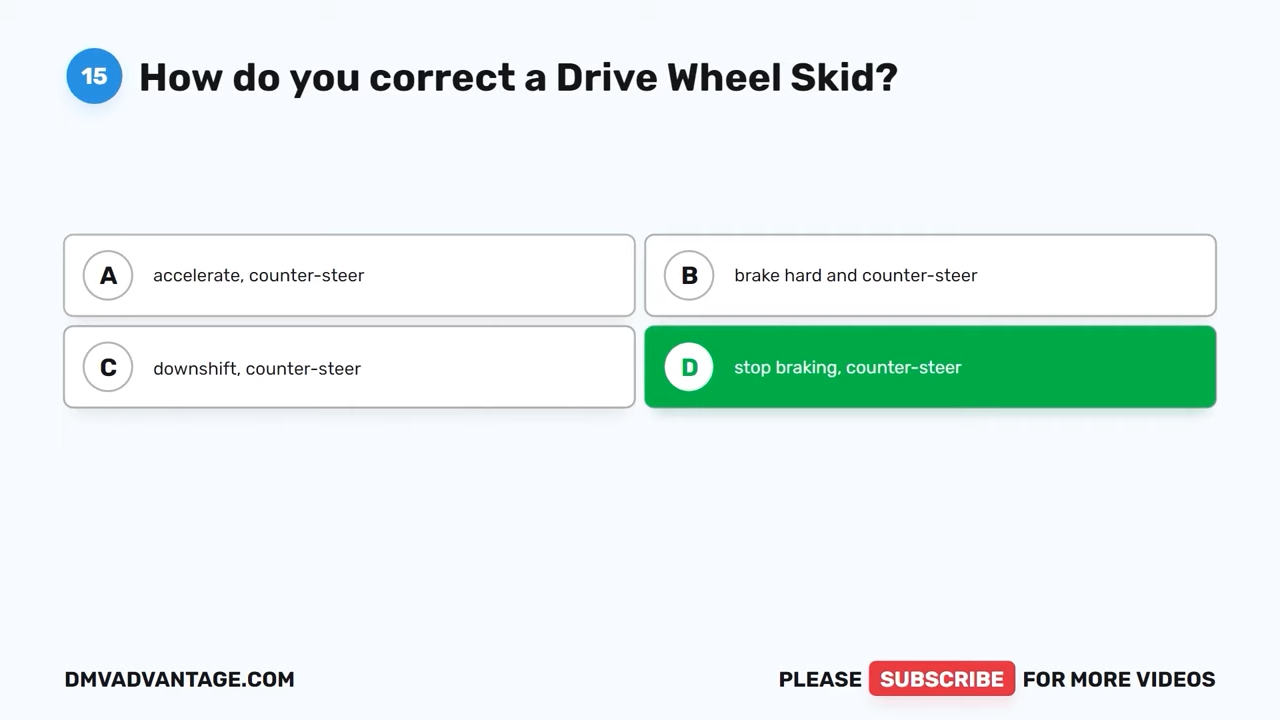 15 How do you correct a Drive Wheel Skid?
A accelerate, counter-steer
B brake hard and counter-steer
C downshift, counter-steer
D stop braking, counter-steer
DMVADVANTAGE.COM
PLEASE SUBSCRIBE FOR MORE VIDEOS